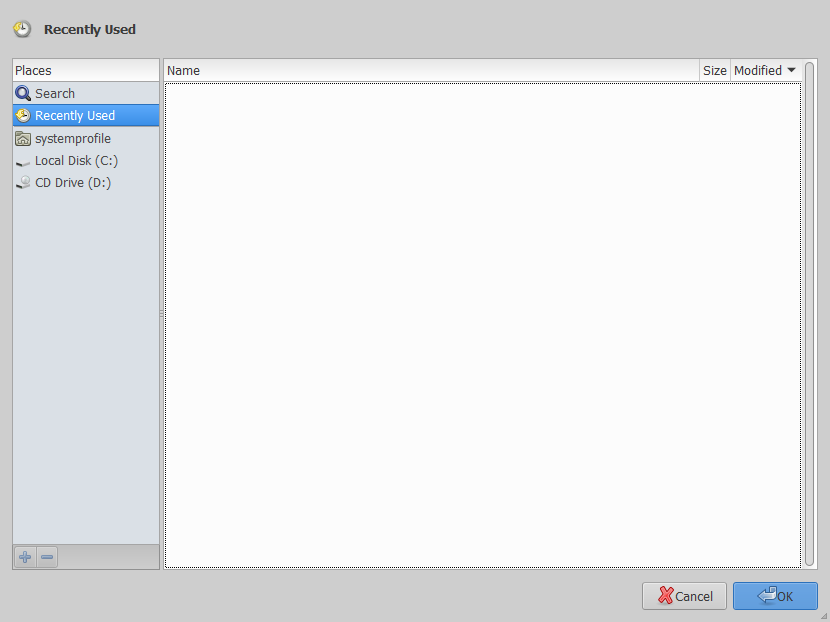 Recently Used
Places
Name Size Modified
Search
Recently Used
systemprofile
Local Disk (C:)
CD Drive (D:)
Cancel OK